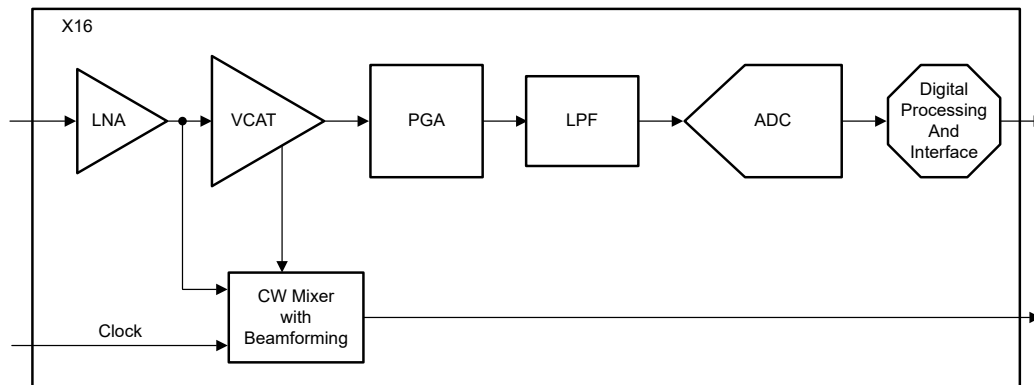 X16
LNA
VCAT
PGA
LPF
ADC
Digital
Processing
And
Interface
CW Mixer
with
Beamforming
Clock